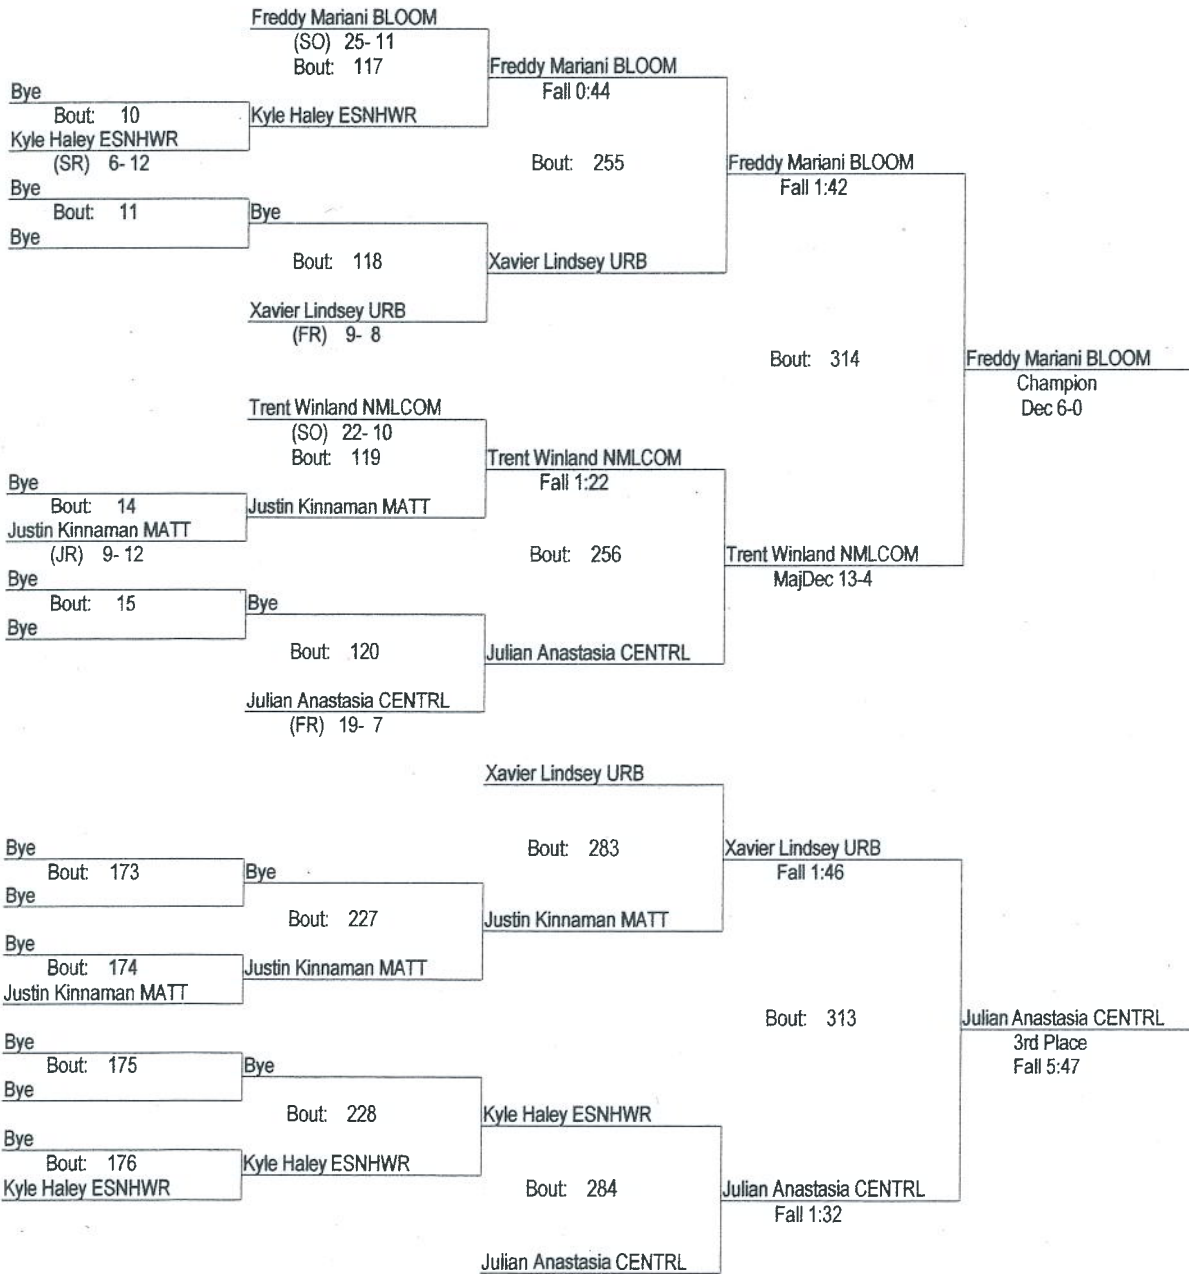 Freddy Mariani BLOOM
(SO) 25- 11
Bout: 117
Freddy Mariani BLOOM
Fall 0:44
Bye
Bout: 10
Kyle Haley ESNHWR
Kyle Haley ESNHWR
(SR) 6- 12
Bout: 255
Freddy Mariani BLOOM
Fall 1:42
Bye
Bout: 11
Bye
Bye
Bout: 118
Xavier Lindsey URB
Xavier Lindsey URB
(FR) 9- 8
Bout: 314
Freddy Mariani BLOOM
Champion
Dec 6-0
Trent Winland NMLCOM
(SO) 22- 10
Bout: 119
Trent Winland NMLCOM
Fall 1:22
Bye
Bout: 14
Justin Kinnaman MATT
Justin Kinnaman MATT
(JR) 9- 12
Bout: 256
Trent Winland NMLCOM
MajDec 13-4
Bye
Bout: 15
Bye
Bye
Bout: 120
Julian Anastasia CENTRL
Julian Anastasia CENTRL
(FR) 19- 7
Xavier Lindsey URB
Bout: 283
Xavier Lindsey URB
Fall 1:46
Bye
Bout: 173
Bye
Bye
Bout: 227
Justin Kinnaman MATT
Bye
Bout: 174
Justin Kinnaman MATT
Justin Kinnaman MATT
Bout: 313
Julian Anastasia CENTRL
3rd Place
Fall 5:47
Bye
Bout: 175
Bye
Bye
Bout: 228
Kyle Haley ESNHWR
Bye
Bout: 176
Kyle Haley ESNHWR
Kyle Haley ESNHWR
Bout: 284
Julian Anastasia CENTRL
Fall 1:32
Julian Anastasia CENTRL